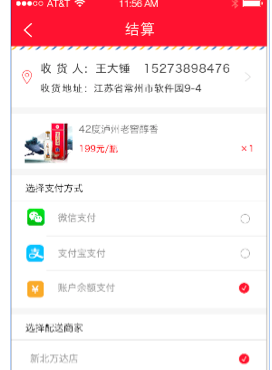 AT&T 11:56 AM
结算
收 货 人: 王大锤 15273898476
收货地址: 江苏省常州市软件园9-4
42度泸州老窖醇香
199元/瓶 ×1
选择支付方式
微信支付
支付宝支付
账户余额支付
选择配送商家
新北万达店